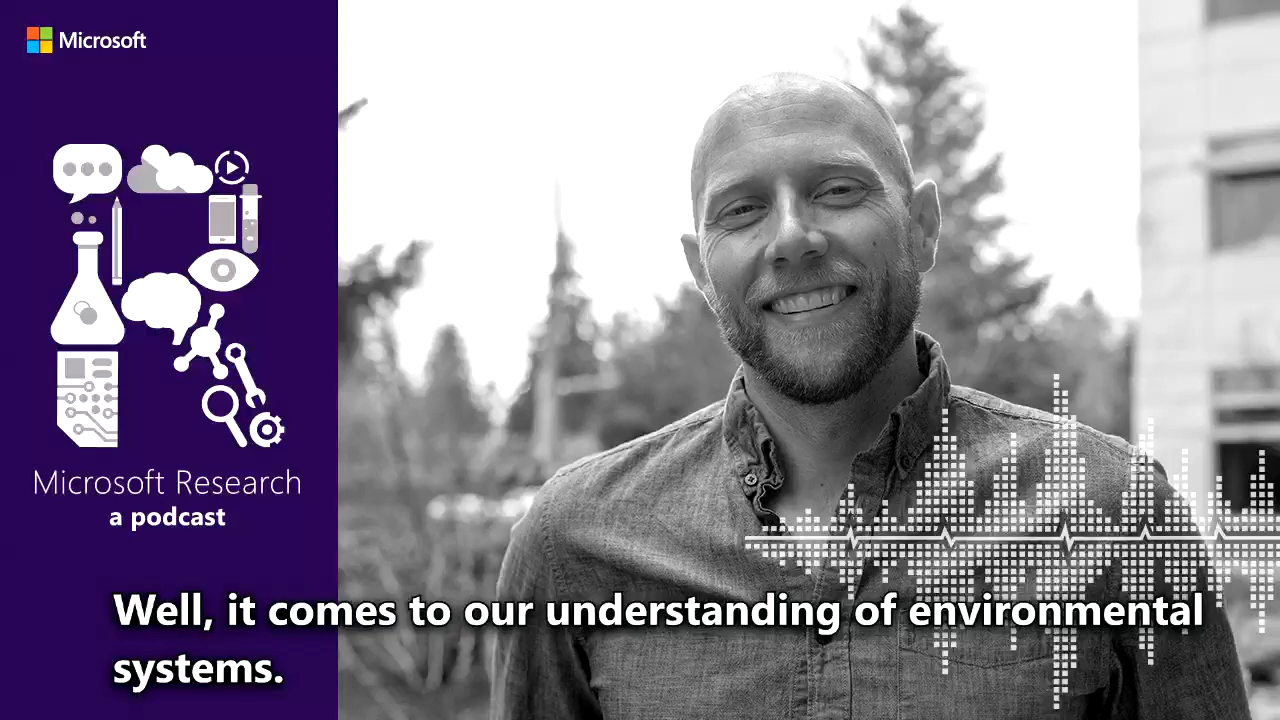 Microsoft
Microsoft Research
a podcast
Well, it comes to our understanding of environmental
systems.